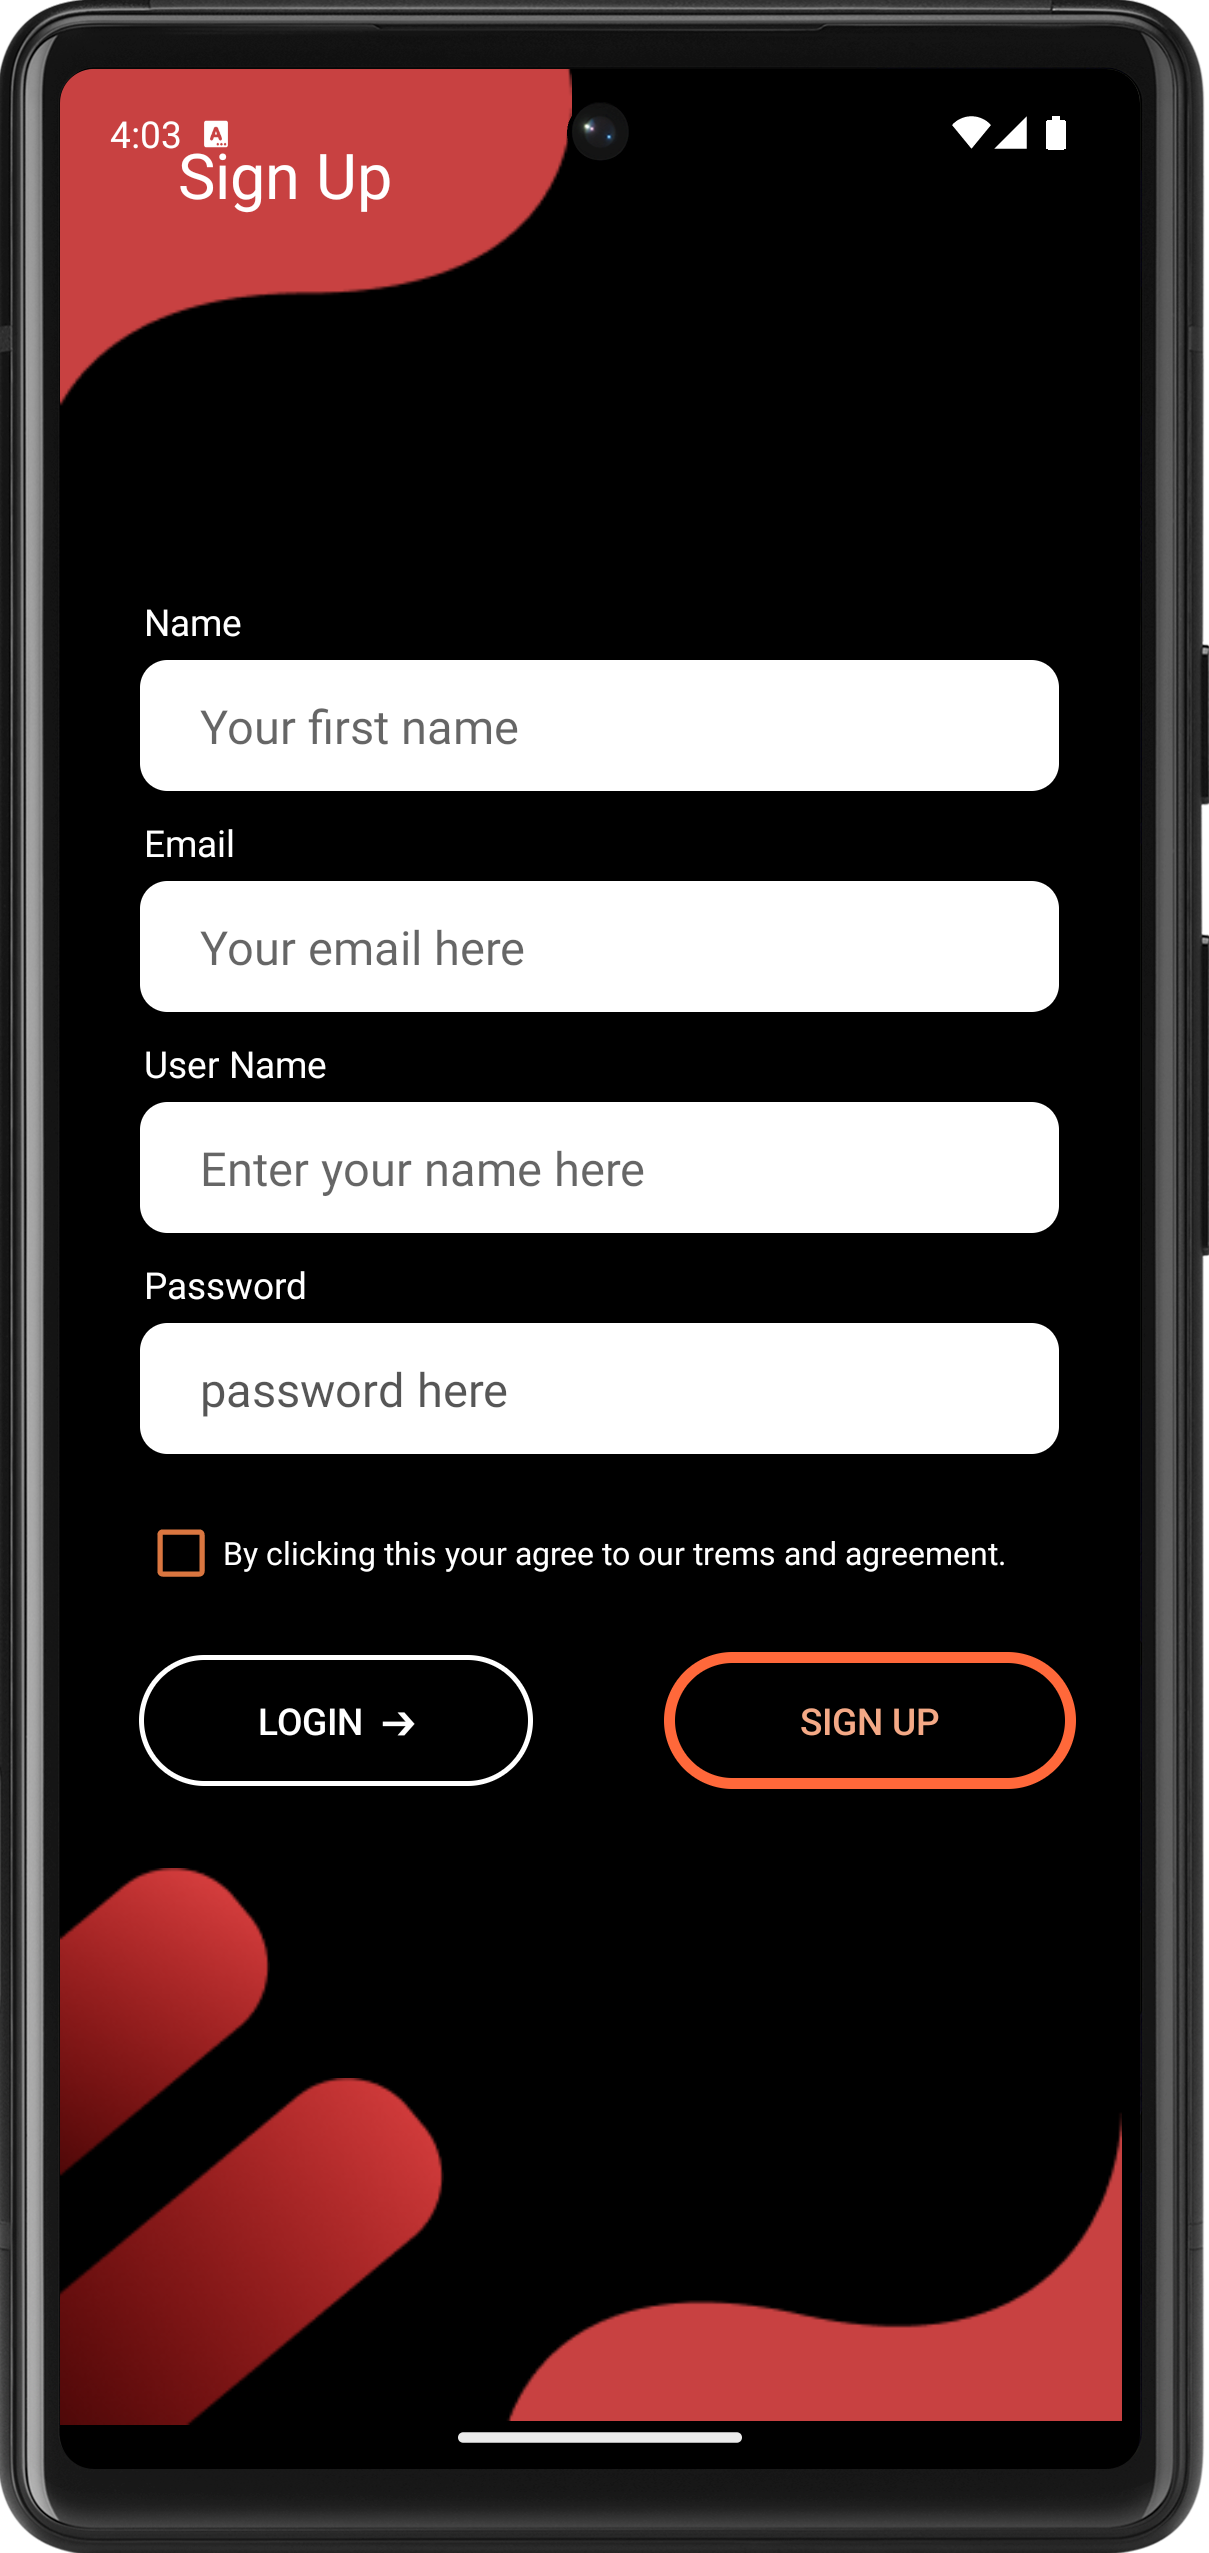 4:03 A
Sign Up
Name
Your first name
Email
Your email here
User Name
Enter your name here
Password
password here
By clicking this your agree to our trems and agreement.
LOGIN →
SIGN UP